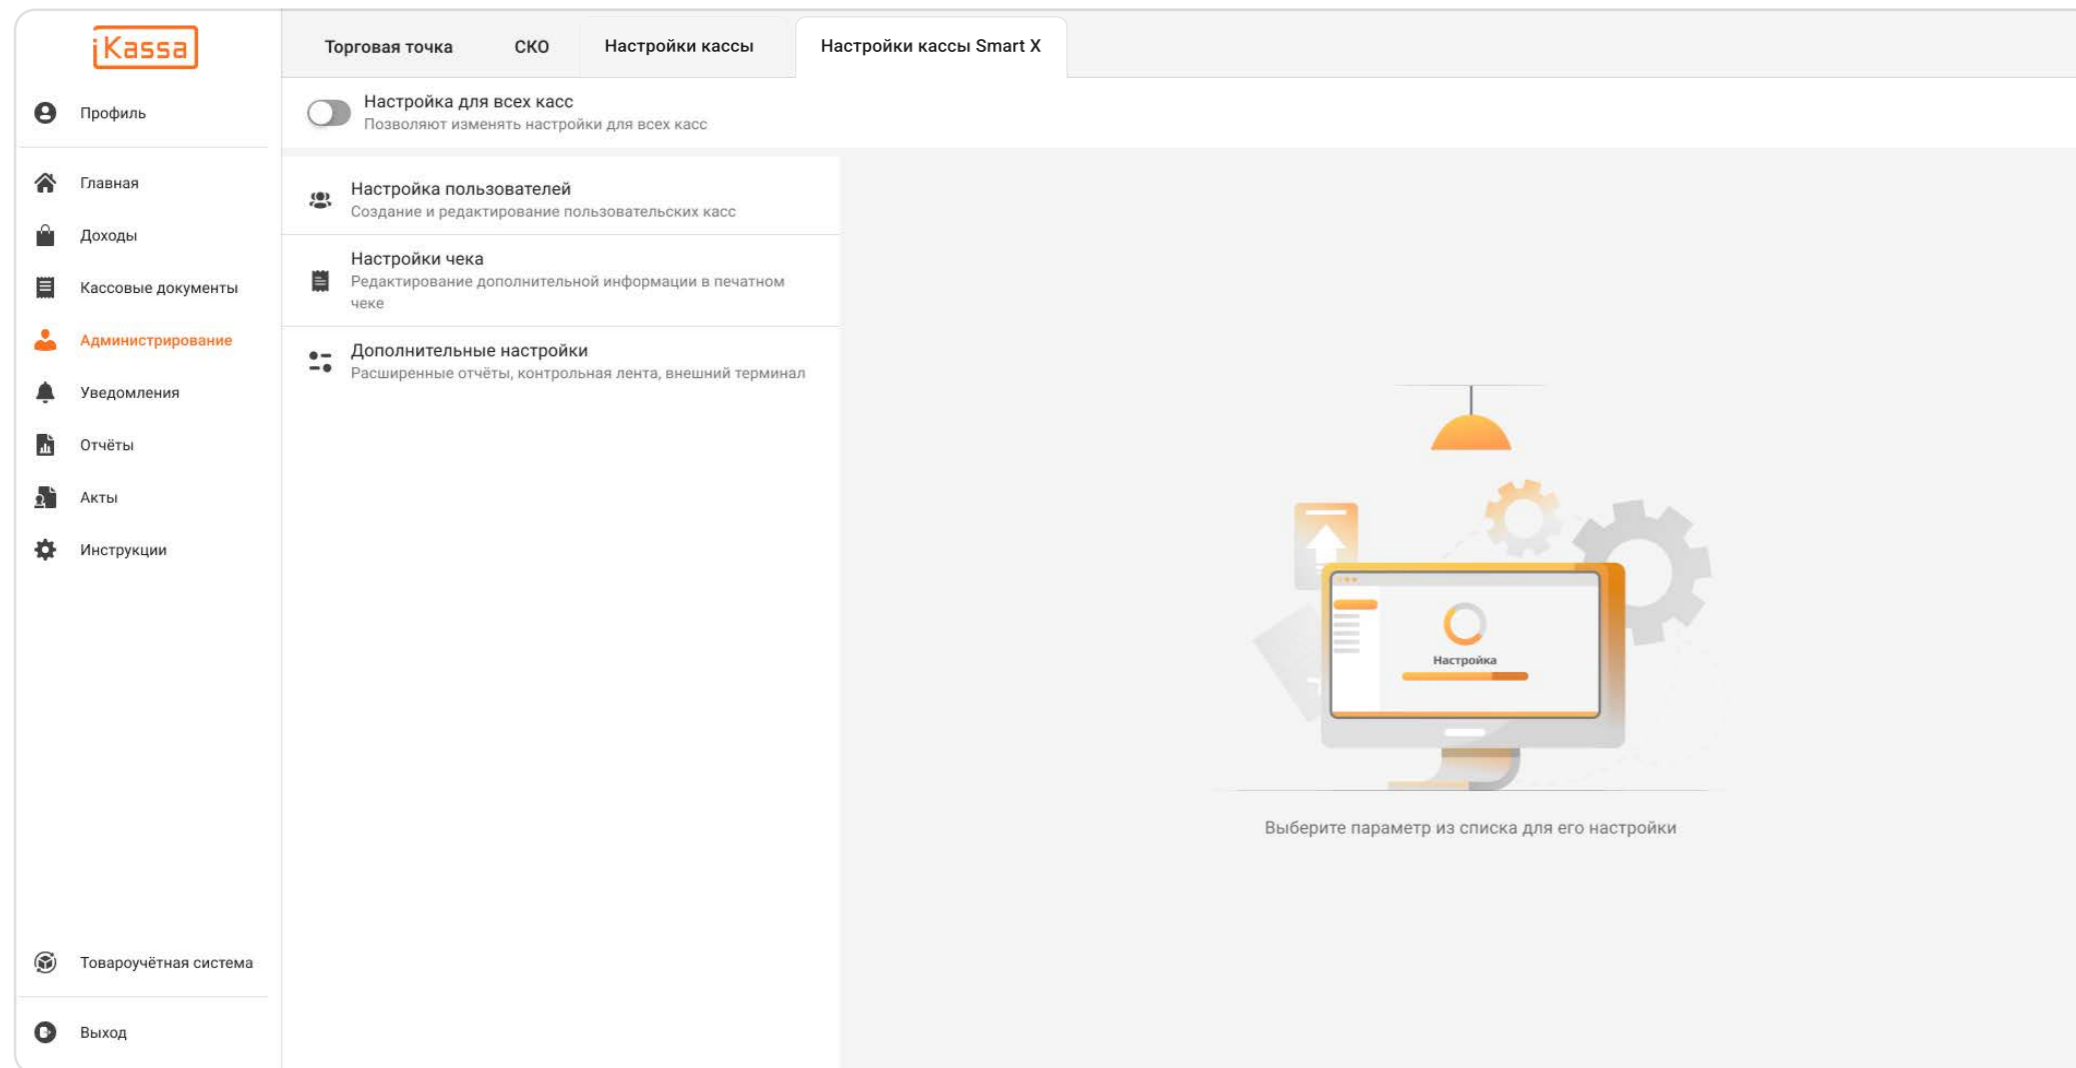 iKassa
Торговая точка
СКО
Настройки кассы
Настройки кассы Smart X
Профиль
Главная
Доходы
Кассовые документы
Администрирование
Уведомления
Отчёты
Акты
Инструкции
Товароучётная система
Выход
Настройка для всех касс
Позволяют изменять настройки для всех касс
Настройка пользователей
Создание и редактирование пользовательских касс
Настройки чека
Редактирование дополнительной информации в печатном
чеке
Дополнительные настройки
Расширенные отчёты, контрольная лента, внешний терминал
Настройка
Выберите параметр из списка для его настройки